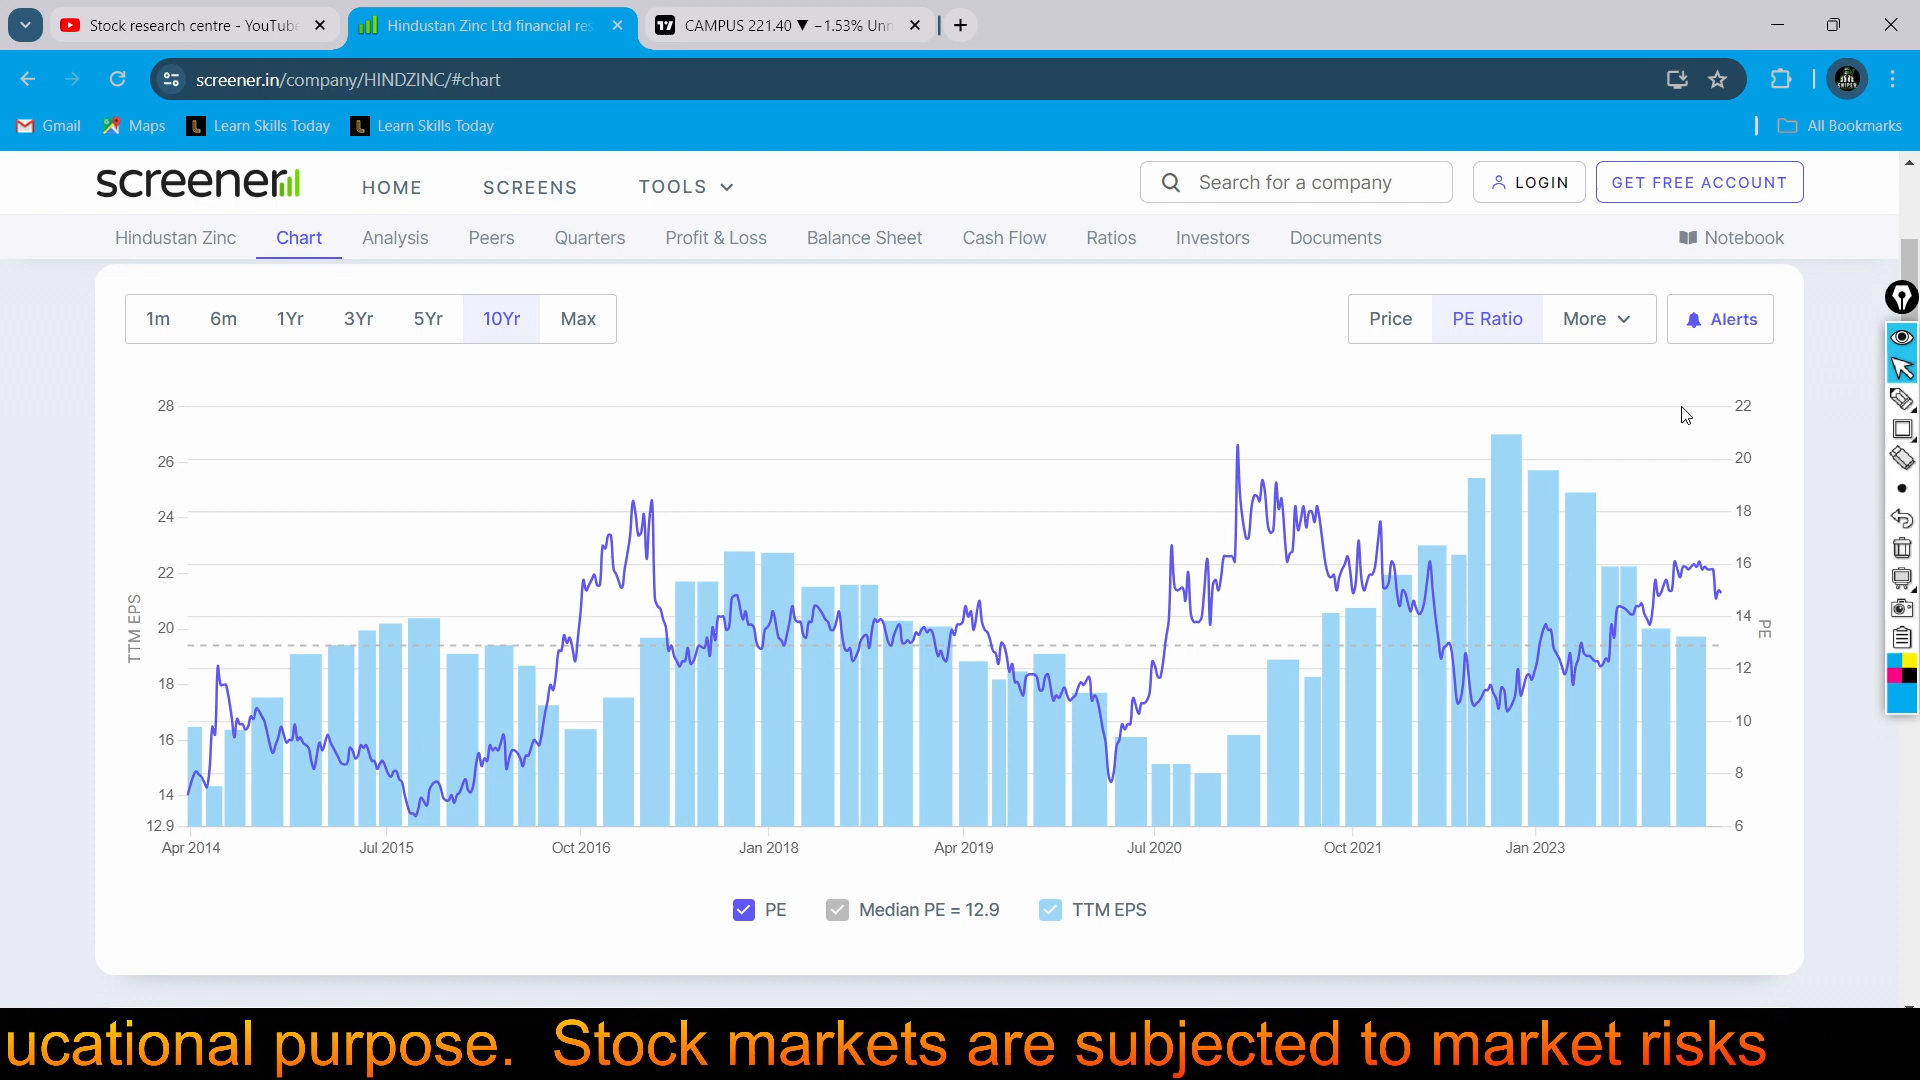 Stock research centre - YouTub
Hindustan Zinc Ltd financial res
CAMPUS 221.40 ▼ −1.53% Unn
screener.in/company/HINDZINC/#chart
Gmail
Maps
Learn Skills Today
Learn Skills Today
All Bookmarks
screener
HOME
SCREENS
TOOLS
Search for a company
LOGIN
GET FREE ACCOUNT
Hindustan Zinc
Chart
Analysis
Peers
Quarters
Profit & Loss
Balance Sheet
Cash Flow
Ratios
Investors
Documents
Notebook
1m
6m
1Yr
3Yr
5Yr
10Yr
Max
Price
PE Ratio
More
Alerts
28
26
24
22
20
18
16
14
12.9
TTM EPS
22
20
18
16
14
12
10
8
6
PE
Apr 2014
Jul 2015
Oct 2016
Jan 2018
Apr 2019
Jul 2020
Oct 2021
Jan 2023
PE
Median PE = 12.9
TTM EPS
ucational purpose. Stock markets are subjected to market risks